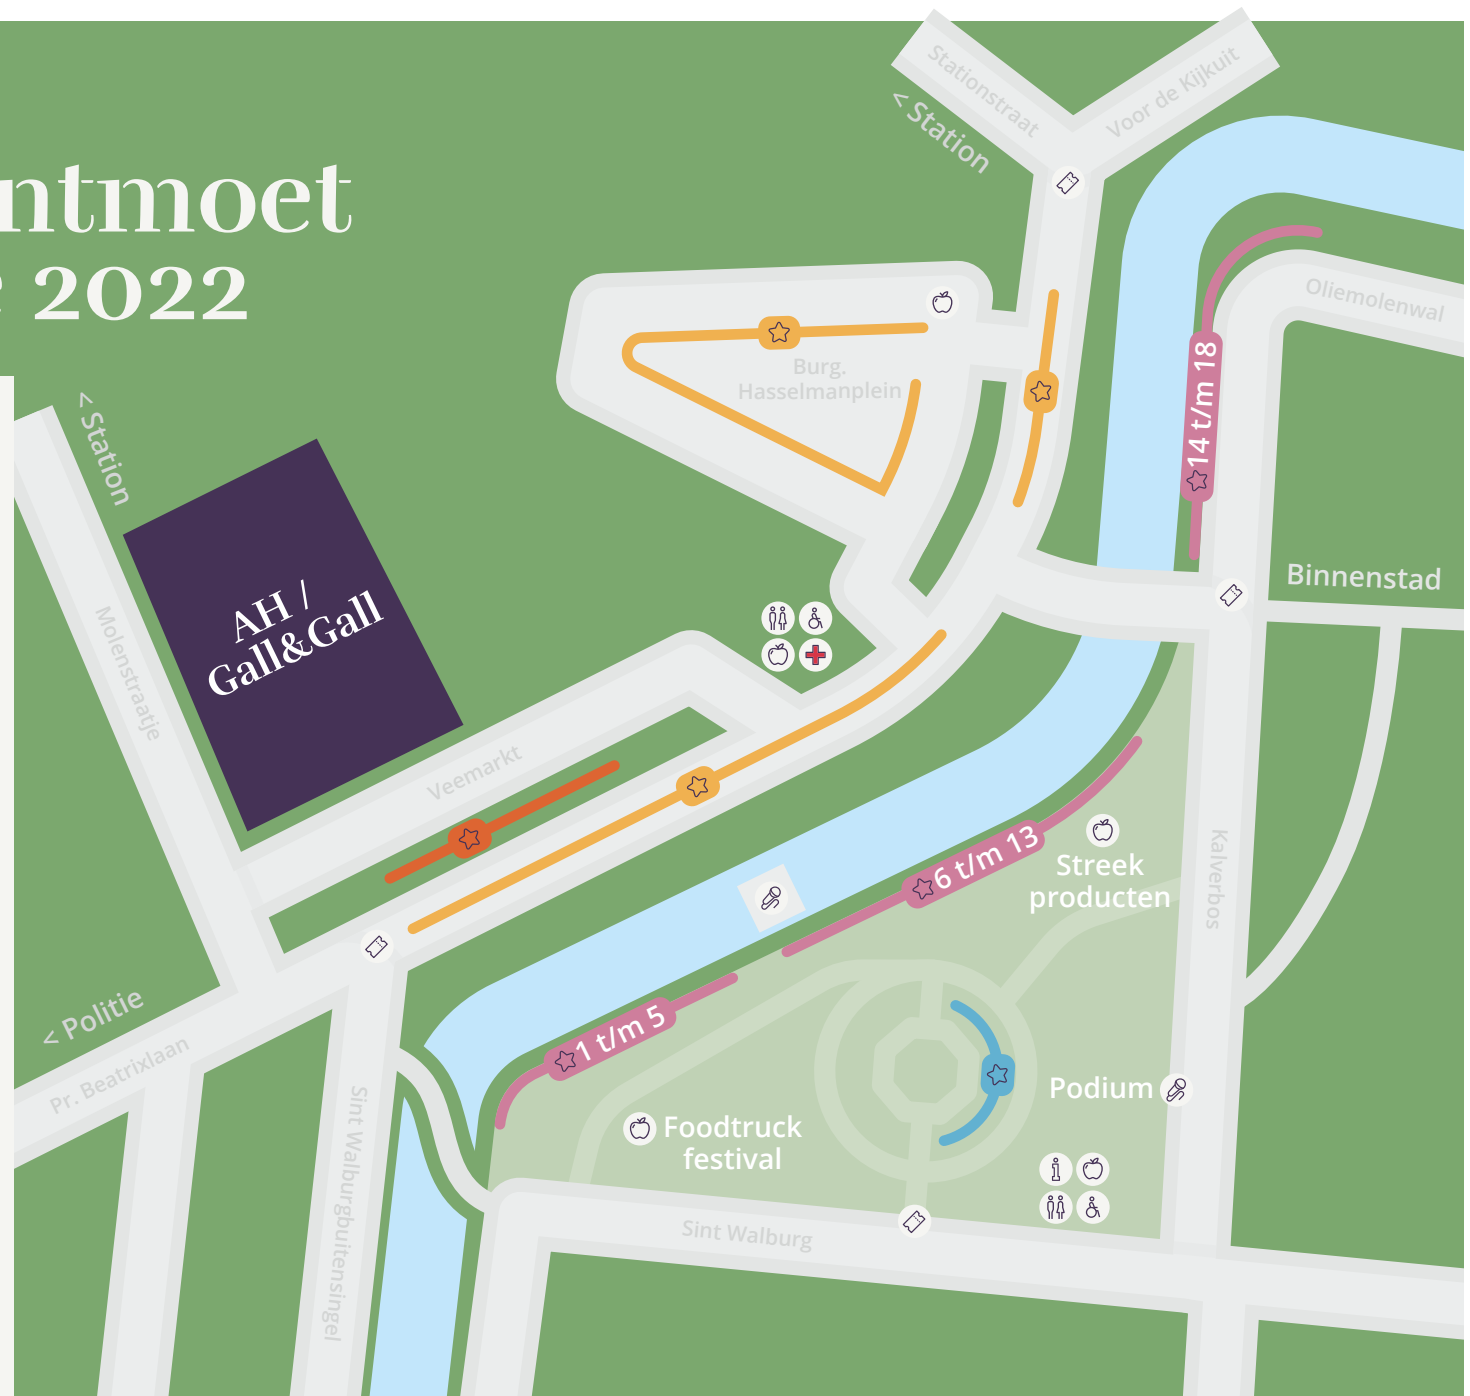 ntmoet
2022
Stationstraat
Voor de Kijkuit
< Station
Oliemolenwal
Burg.
Hasselmanplein
14 t/m 18
< Station
Binnenstad
AH /
Gall&Gall
Molenstraatje
Veemarkt
6 t/m 13
Streek
producten
Kalverbos
< Politie
Pr. Beatrixlaan
1 t/m 5
Podium
Foodtruck
festival
Sint Walburgbuitensingel
Sint Walburg